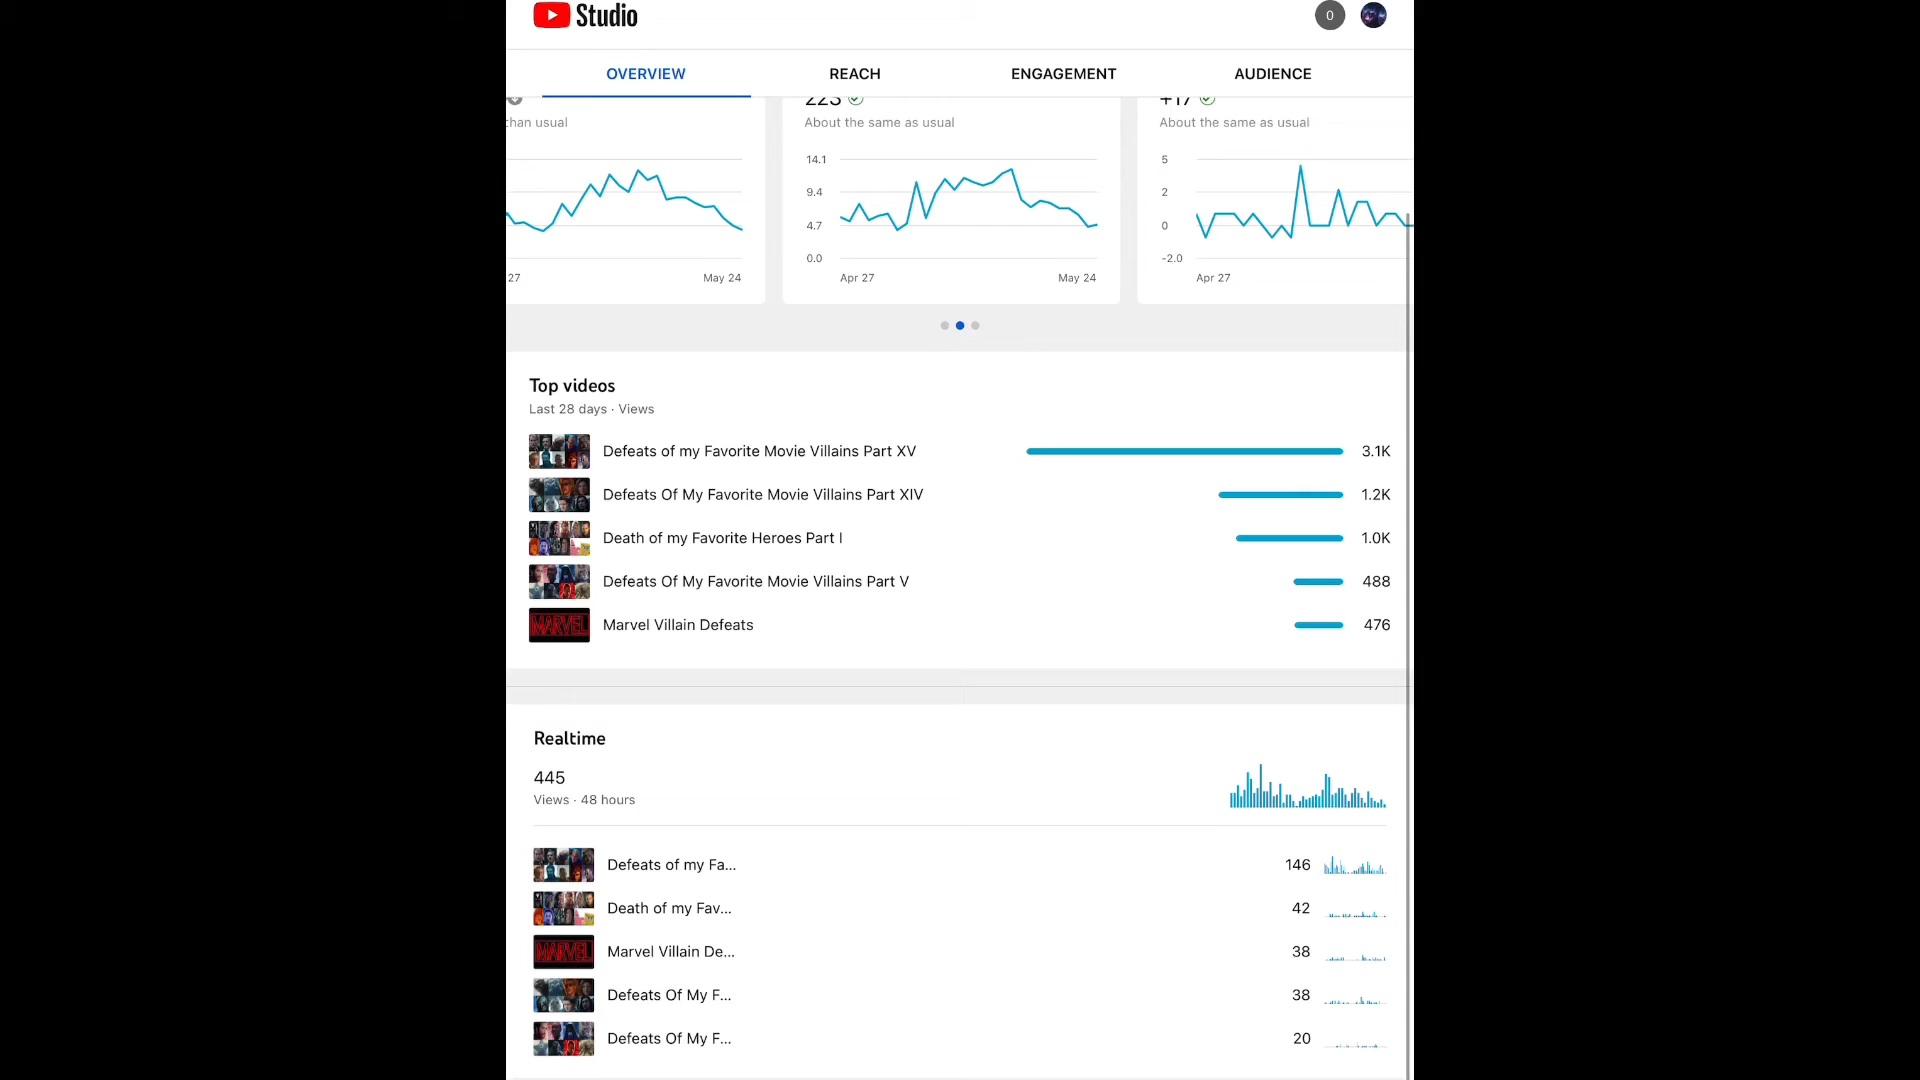 Studio
0
OVERVIEW REACH ENGAGEMENT AUDIENCE
than usual
27 May 24
223
About the same as usual
14.1
9.4
4.7
0.0
Apr 27 May 24
+17
About the same as usual
5
2
0
-2.0
Apr 27
Top videos
Last 28 days · Views
Defeats of my Favorite Movie Villains Part XV 3.1K
Defeats Of My Favorite Movie Villains Part XIV 1.2K
Death of my Favorite Heroes Part I 1.0K
Defeats Of My Favorite Movie Villains Part V 488
MARVEL
Marvel Villain Defeats 476
Realtime
445
Views · 48 hours
Defeats of my Fa... 146
Death of my Fav... 42
MARVEL
Marvel Villain De... 38
Defeats Of My F... 38
Defeats Of My F... 20